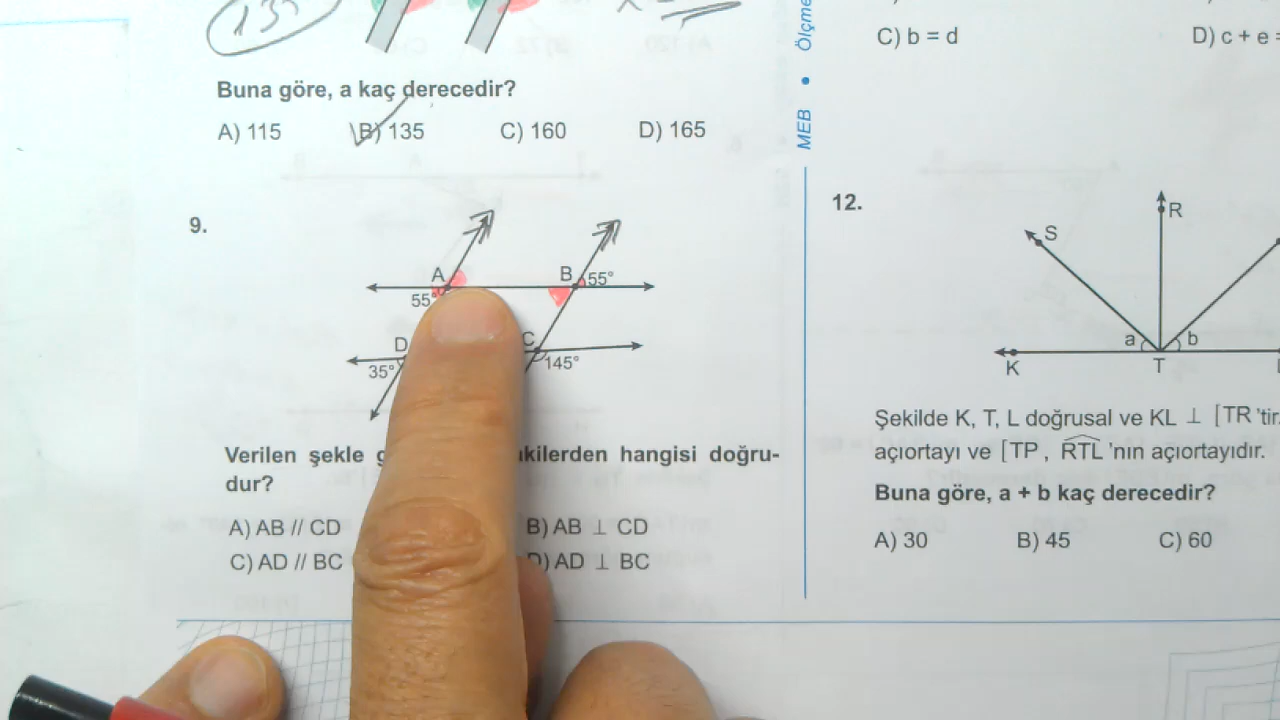 135
Buna göre, a kaç derecedir?
A) 115 B) 135 C) 160 D) 165
9.
A
B
55°
55°
D
C
35°
145°
Verilen şekle hangisi doğru-
dur?
A) AB // CD B) AB ⊥ CD
C) AD // BC D) AD ⊥ BC
MEB • Ölçme
C) b = d D) c + e =
12.
S
R
a
b
K
T
Şekilde K, T, L doğrusal ve KL ⊥ [TR 'tir.
açıortayı ve [TP, RTL 'nın açıortayıdır.
Buna göre, a + b kaç derecedir?
A) 30 B) 45 C) 60